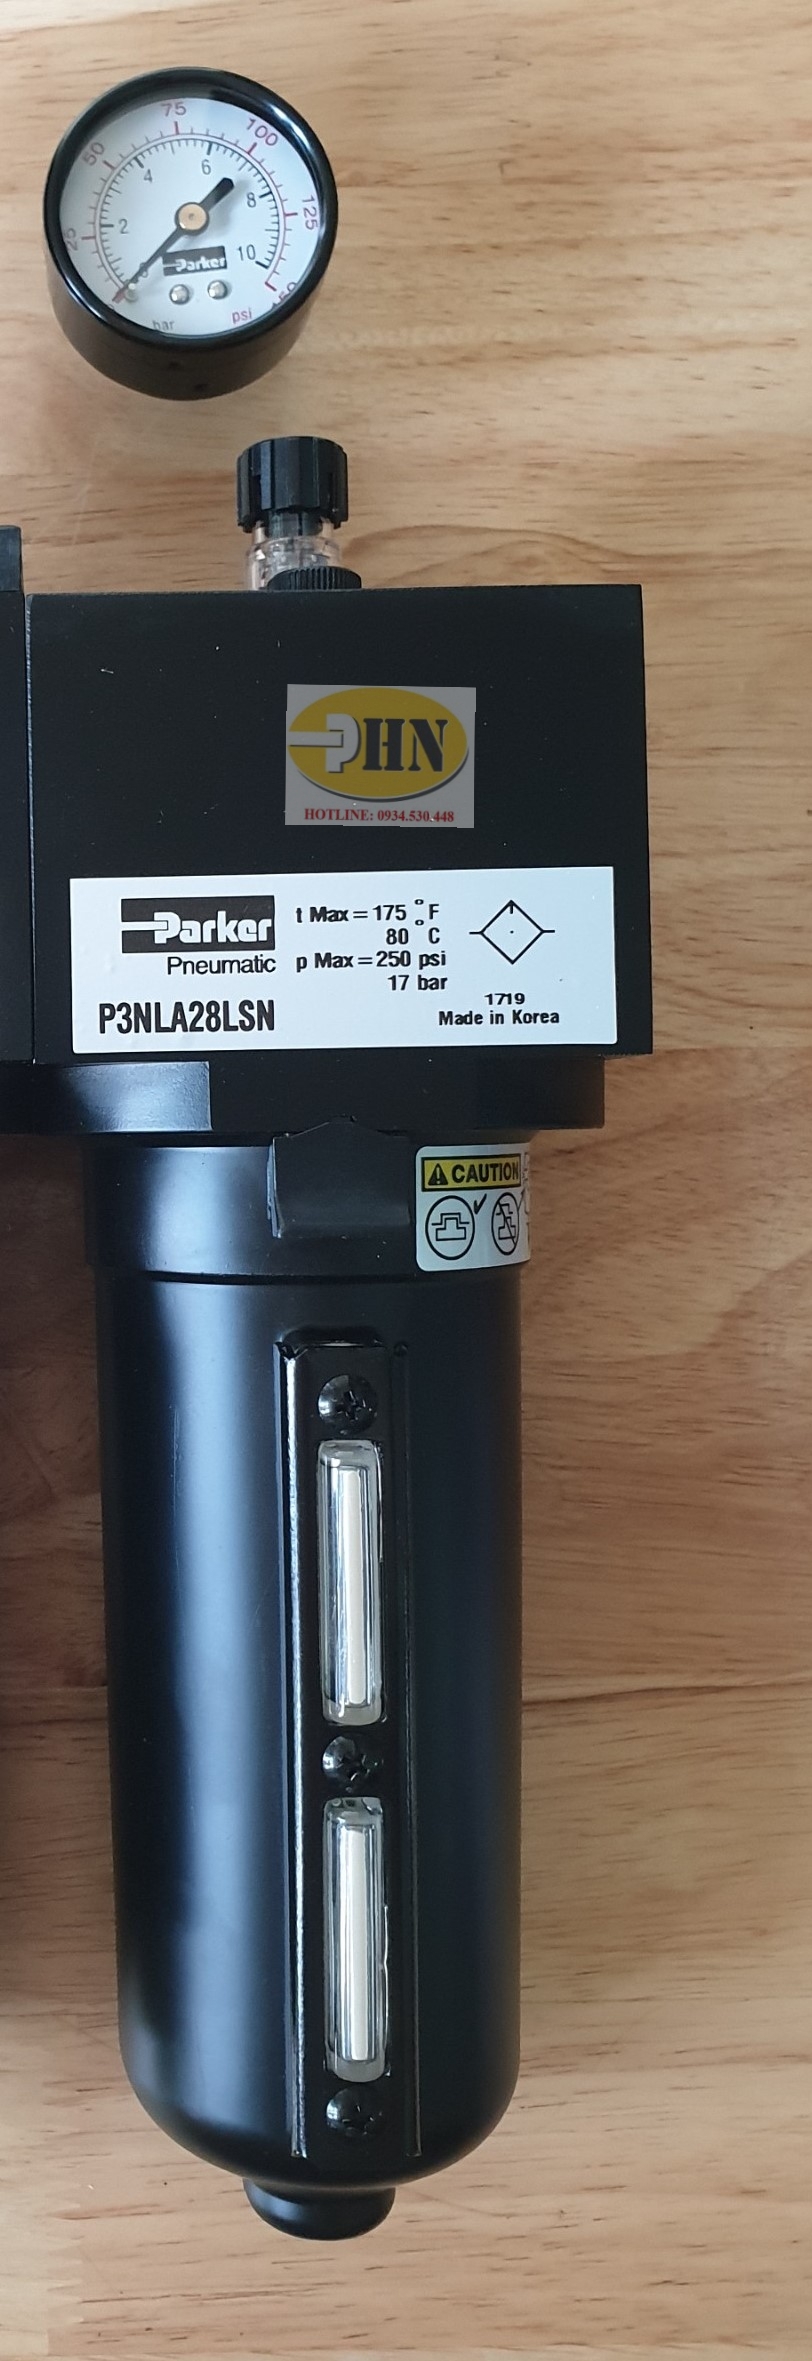 75
50
100
6
4
8
125
2
25
10
Parker
bar
psi
PHN
HOTLINE: 0934.530.448
Parker
Pneumatic
P3NLA28LSN
t Max = 175 °F
80 °C
p Max = 250 psi
17 bar
1719
Made in Korea
CAUTION